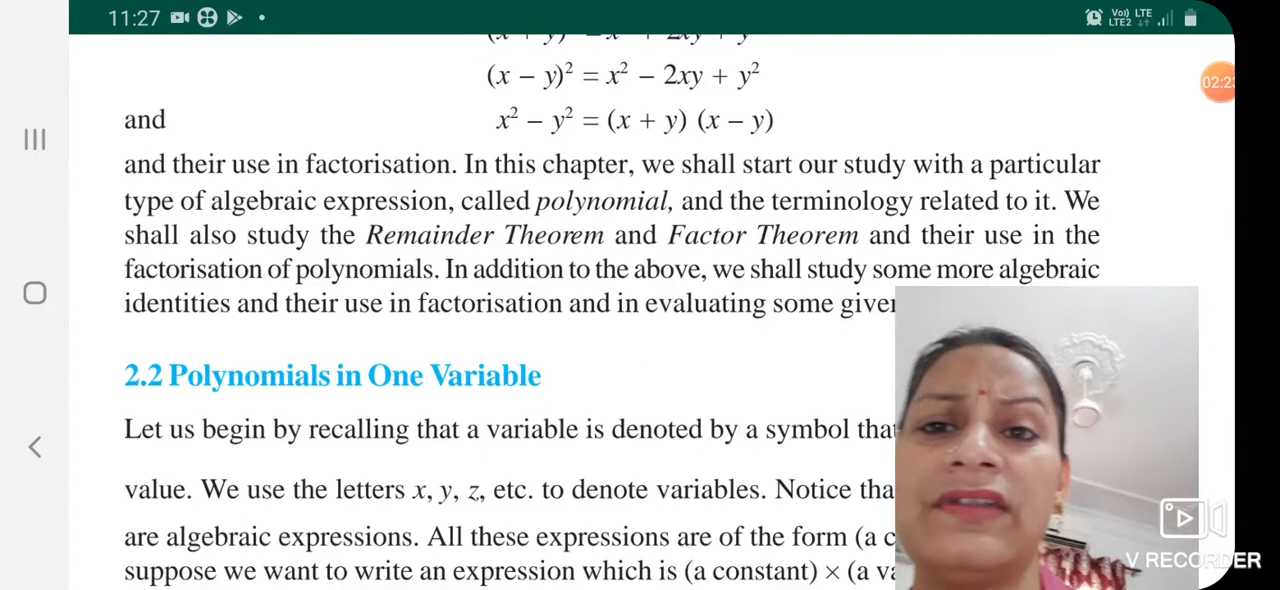 11:27
Vo)) LTE
LTE2
(x − y)² = x² − 2xy + y²
02:2
and x² − y² = (x + y) (x − y)
and their use in factorisation. In this chapter, we shall start our study with a particular
type of algebraic expression, called polynomial, and the terminology related to it. We
shall also study the Remainder Theorem and Factor Theorem and their use in the
factorisation of polynomials. In addition to the above, we shall study some more algebraic
identities and their use in factorisation and in evaluating some given
2.2 Polynomials in One Variable
Let us begin by recalling that a variable is denoted by a symbol tha
value. We use the letters x, y, z, etc. to denote variables. Notice tha
are algebraic expressions. All these expressions are of the form (a c
suppose we want to write an expression which is (a constant) × (a va
V RECORDER